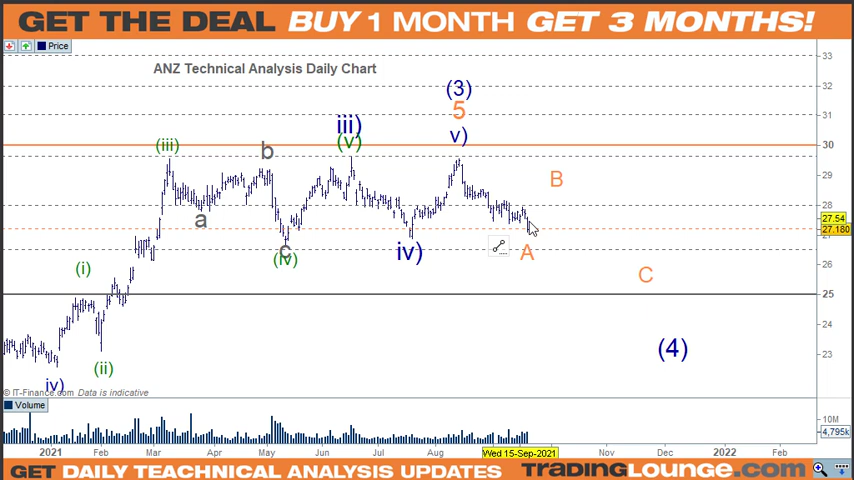 GET THE DEAL BUY 1 MONTH GET 3 MONTHS!
Price
ANZ Technical Analysis Daily Chart
33
32
31
30
29
28
27.54
27.180
27
26
25
24
23
(3)
5
v)
iii)
(v)
(iii)
b
B
a
c
(iv)
iv)
A
(i)
C
(ii)
(4)
iv)
© IT-Finance.com Data is indicative
Volume
10M
4,795k
2021 Feb Mar Apr May Jun Jul Aug Wed 15-Sep-2021 Nov 2022 Feb
GET DAILY TEACHNICAL ANALYSIS UPDATES TRADINGLOUNGE.com